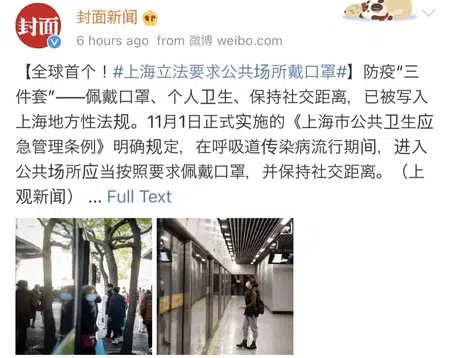 封面
封面新闻
6 hours ago from 微博 weibo.com
【全球首个！#上海立法要求公共场所戴口罩#】防疫“三
件套”——佩戴口罩、个人卫生、保持社交距离，已被写入
上海地方性法规。11月1日正式实施的《上海市公共卫生应
急管理条例》明确规定，在呼吸道传染病流行期间，进入
公共场所应当按照要求佩戴口罩，并保持社交距离。（上
观新闻） ... Full Text